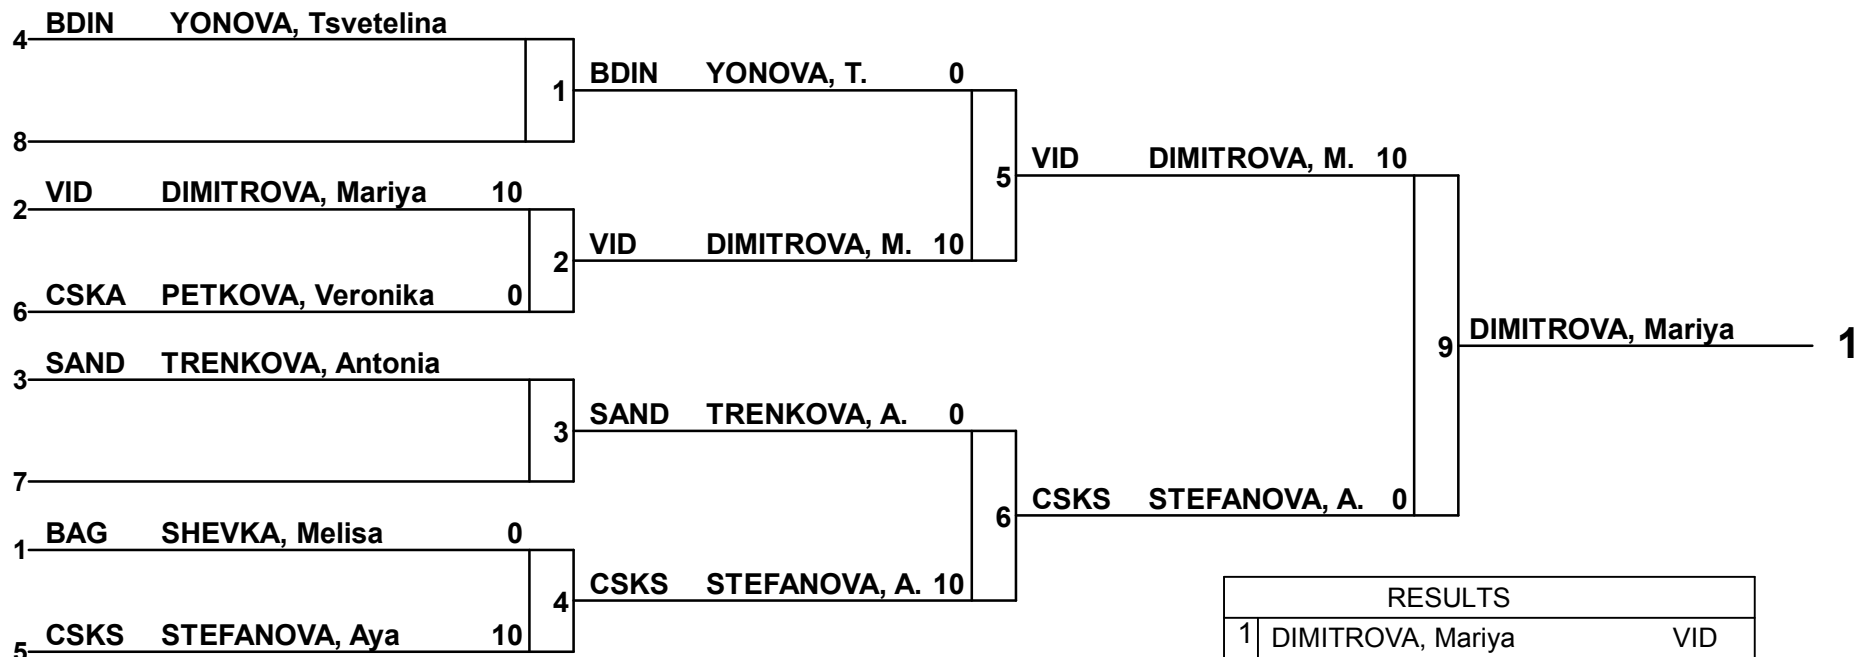 4 BDIN YONOVA, Tsvetelina
1 BDIN YONOVA, T. 0
8
5 VID DIMITROVA, M. 10
2 VID DIMITROVA, Mariya 10
2 VID DIMITROVA, M. 10
6 CSKA PETKOVA, Veronika 0
9 DIMITROVA, Mariya 1
3 SAND TRENKOVA, Antonia
3 SAND TRENKOVA, A. 0
7
6 CSKS STEFANOVA, A. 0
1 BAG SHEVKA, Melisa 0
4 CSKS STEFANOVA, A. 10
5 CSKS STEFANOVA, Aya 10
RESULTS
1 DIMITROVA, Mariya VID